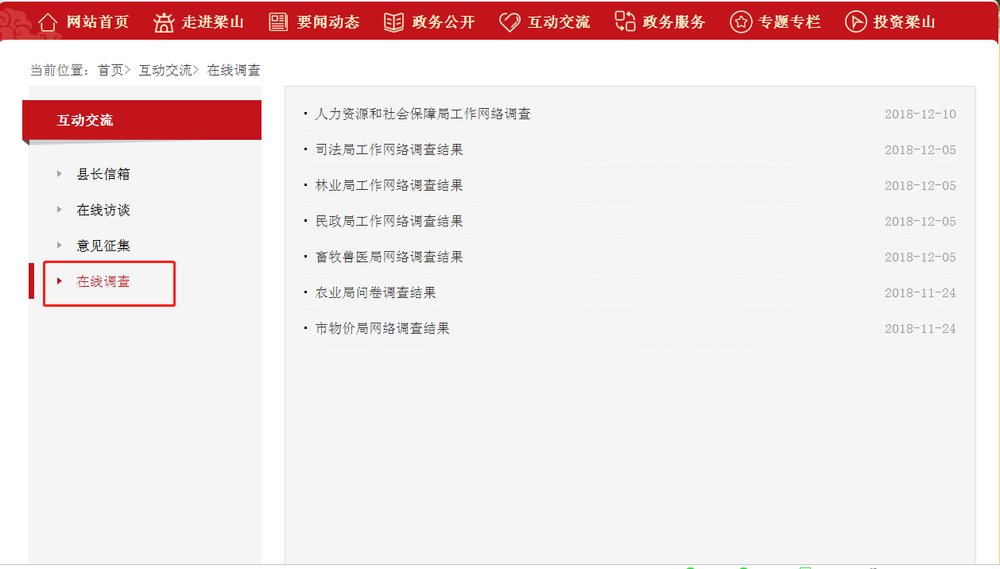 网站首页 走进梁山 要闻动态 政务公开 互动交流 政务服务 专题专栏 投资梁山
当前位置：首页> 互动交流> 在线调查
互动交流
县长信箱
在线访谈
意见征集
在线调查
人力资源和社会保障局工作网络调查 2018-12-10
司法局工作网络调查结果 2018-12-05
林业局工作网络调查结果 2018-12-05
民政局工作网络调查结果 2018-12-05
畜牧兽医局网络调查结果 2018-12-05
农业局问卷调查结果 2018-11-24
市物价局网络调查结果 2018-11-24